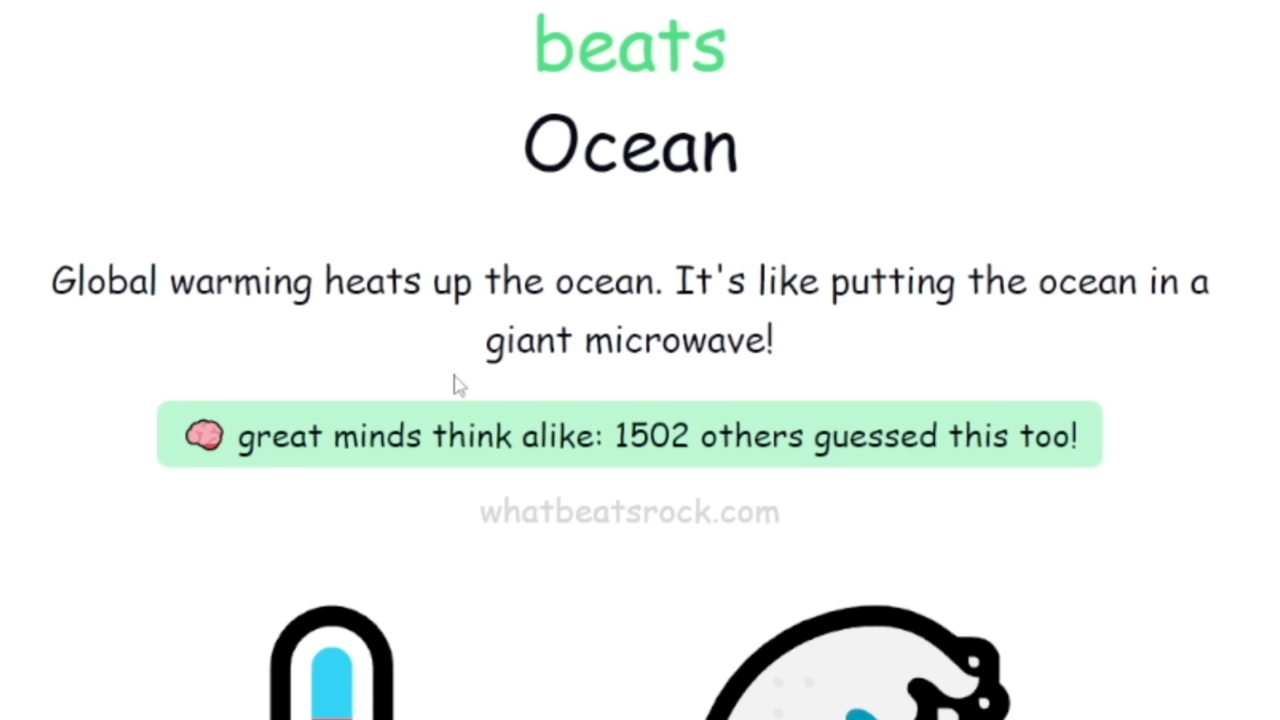 beats
Ocean
Global warming heats up the ocean. It's like putting the ocean in a
giant microwave!
great minds think alike: 1502 others guessed this too!
whatbeatsrock.com